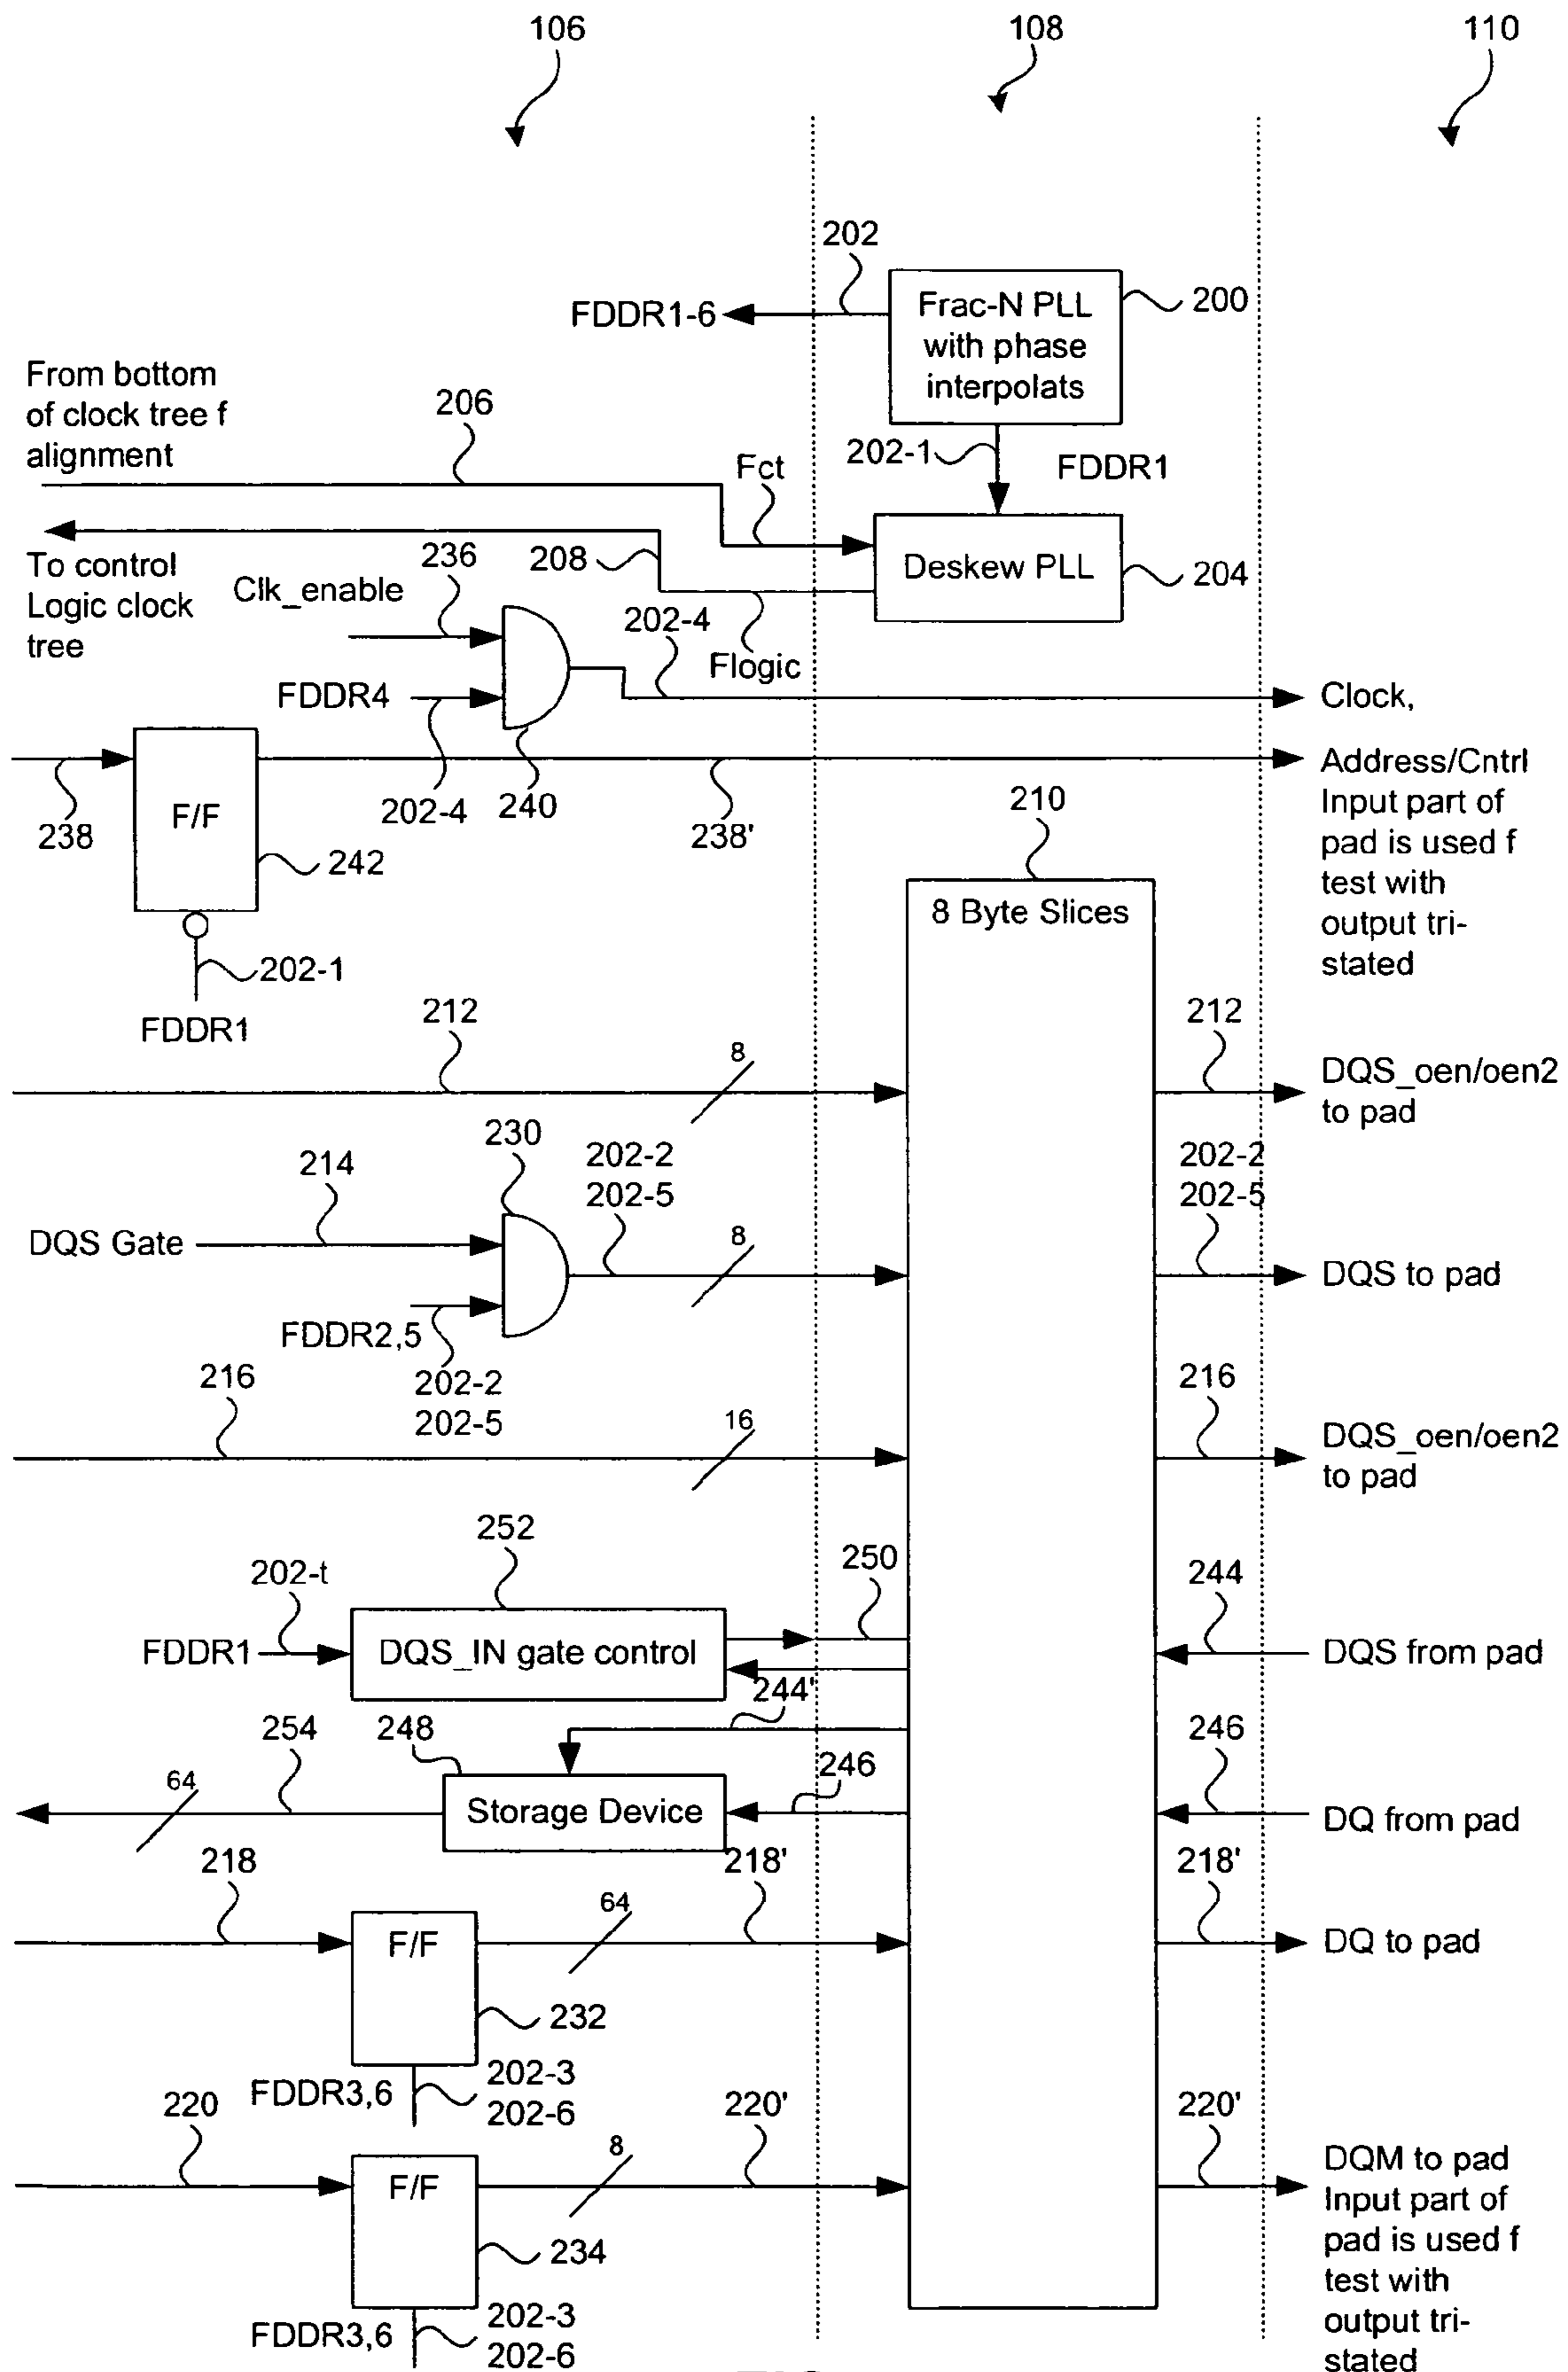 106
108
110
202
FDDR1-6
Frac-N PLL
with phase
interpolats
200
From bottom
of clock tree f
alignment
206
202-1
FDDR1
Fct
To control
Logic clock
tree
208
Deskew PLL
204
236
Clk_enable
202-4
Flogic
FDDR4
Clock,
238
F/F
202-4
240
238'
242
Address/Cntrl
Input part of
pad is used f
test with
output tri-
stated
210
8 Byte Slices
202-1
FDDR1
212
8
212
DQS_oen/oen2
to pad
230
214
202-2
202-5
202-2
202-5
DQS Gate
8
DQS to pad
FDDR2,5
202-2
202-5
216
16
216
DQS_oen/oen2
to pad
252
202-t
250
244
FDDR1
DQS_IN gate control
DQS from pad
244'
254
248
246
246
64
Storage Device
DQ from pad
218
218'
218'
64
F/F
DQ to pad
232
FDDR3,6
202-3
202-6
220
220'
220'
8
F/F
234
DQM to pad
Input part of
pad is used f
test with
output tri-
stated
FDDR3,6
202-3
202-6